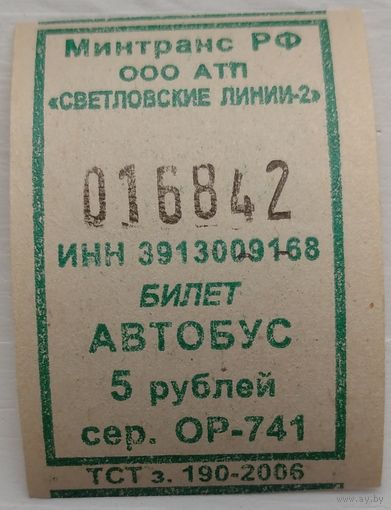 Минтранс РФ
ООО АТП
«СВЕТЛОВСКИЕ ЛИНИИ-2»
016842
ИНН 3913009168
БИЛЕТ
АВТОБУС
5 рублей
сер. ОР-741
ТСТ з. 190-2006
www.ay.by